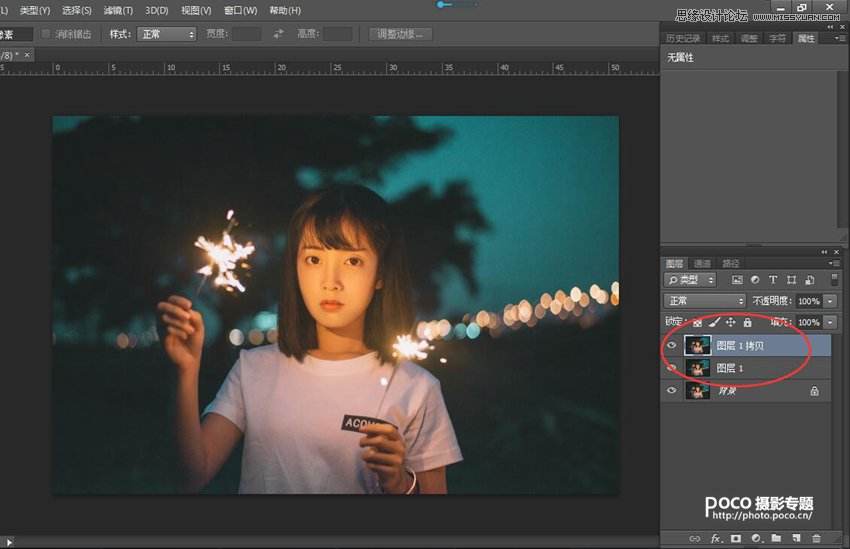 思缘设计论坛 WWW.MISSYUAN.COM
类型(Y) 选择(S) 滤镜(T) 3D(D) 视图(V) 窗口(W) 帮助(H)
消除锯齿 样式: 正常 宽度: 高度: 调整边缘...
/8) * ×
0 5 10 15 20 25 30 35 40 45 50
历史记录 样式 调整 字符 属性
无属性
图层 通道 路径
类型
正常 不透明度: 100%
锁定: 填充: 100%
图层 1 拷贝
图层 1
背景
poco 摄影专题
http://photo.poco.cn/
fx